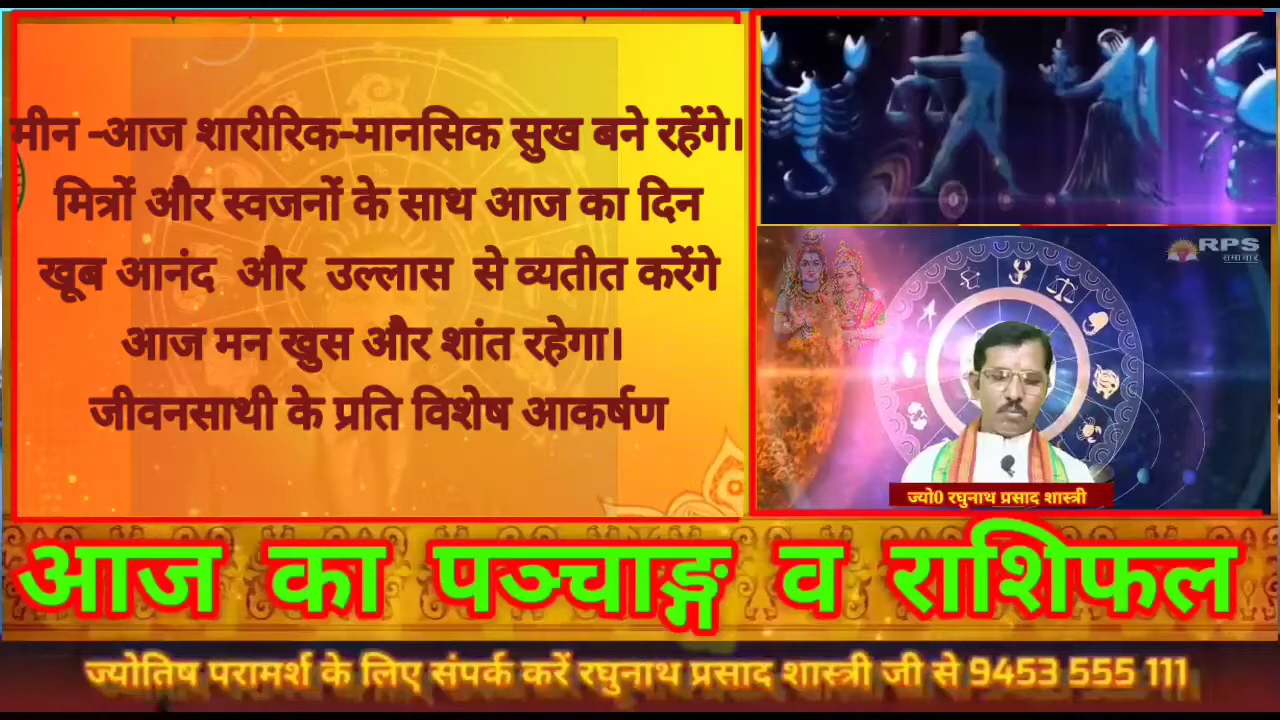 मीन -आज शारीरिक-मानसिक सुख बने रहेंगे।
मित्रों और स्वजनों के साथ आज का दिन
खूब आनंद और उल्लास से व्यतीत करेंगे
आज मन खुस और शांत रहेगा।
जीवनसाथी के प्रति विशेष आकर्षण
RPS
समाचार
ज्यो0 रघुनाथ प्रसाद शास्त्री
आज का पञ्चाङ्ग व राशिफल
ज्योतिष परामर्श के लिए संपर्क करें रघुनाथ प्रसाद शास्त्री जी से 9453 555 111